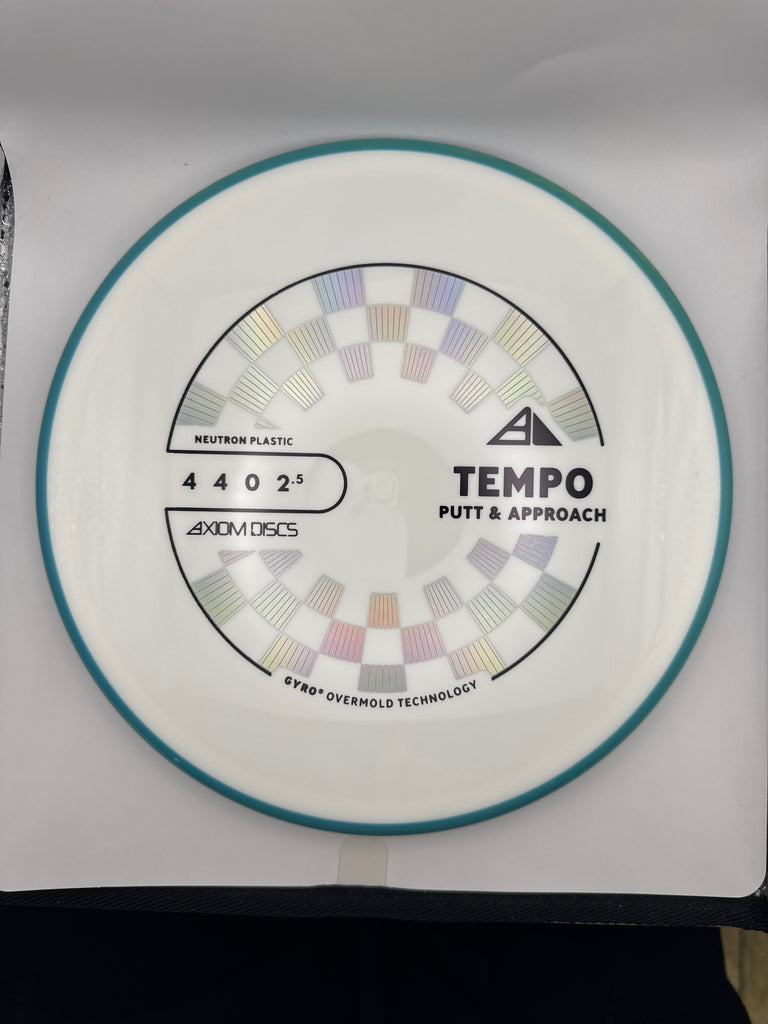 NEUTRON PLASTIC
4 4 0 2.5
AXIOM DISCS
TEMPO
PUTT & APPROACH
GYRO® OVERMOLD TECHNOLOGY